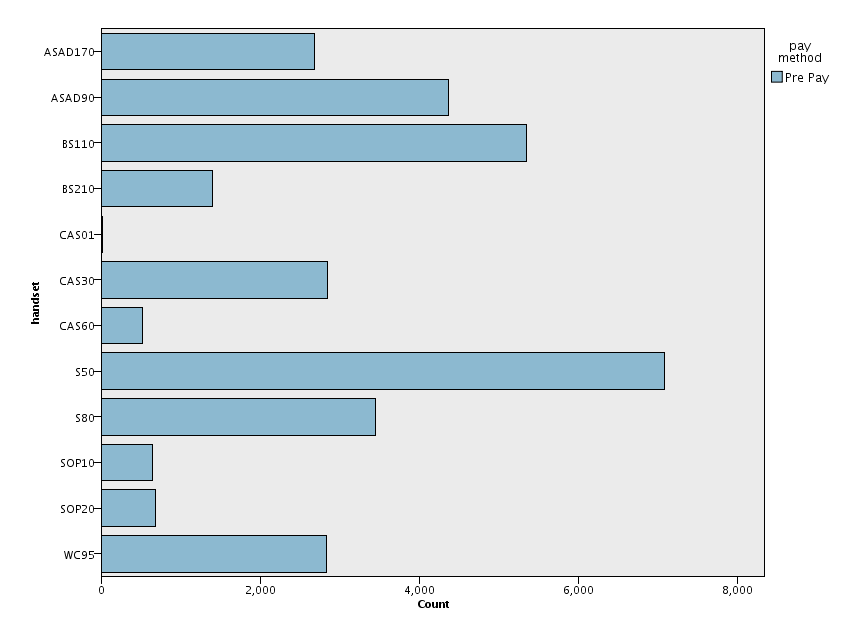 pay
method
Pre Pay
ASAD170
ASAD90
BS110
BS210
CAS01
CAS30
CAS60
S50
S80
SOP10
SOP20
WC95
handset
0 2,000 4,000 6,000 8,000
Count